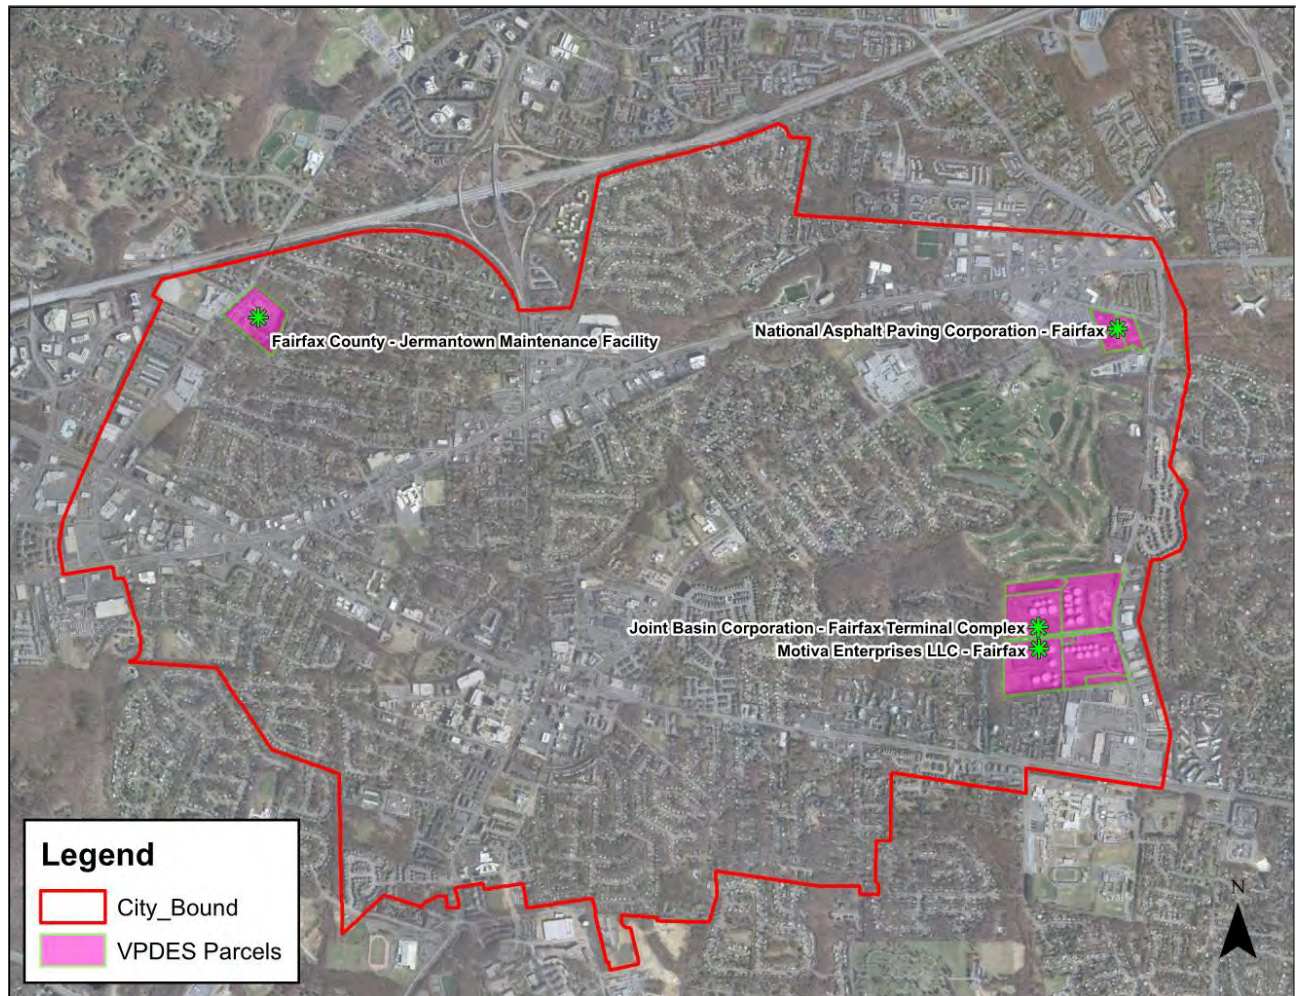 Fairfax County - Jermantown Maintenance Facility
National Asphalt Paving Corporation - Fairfax
Joint Basin Corporation - Fairfax Terminal Complex
Motiva Enterprises LLC - Fairfax
Legend
City_Bound
VPDES Parcels
N